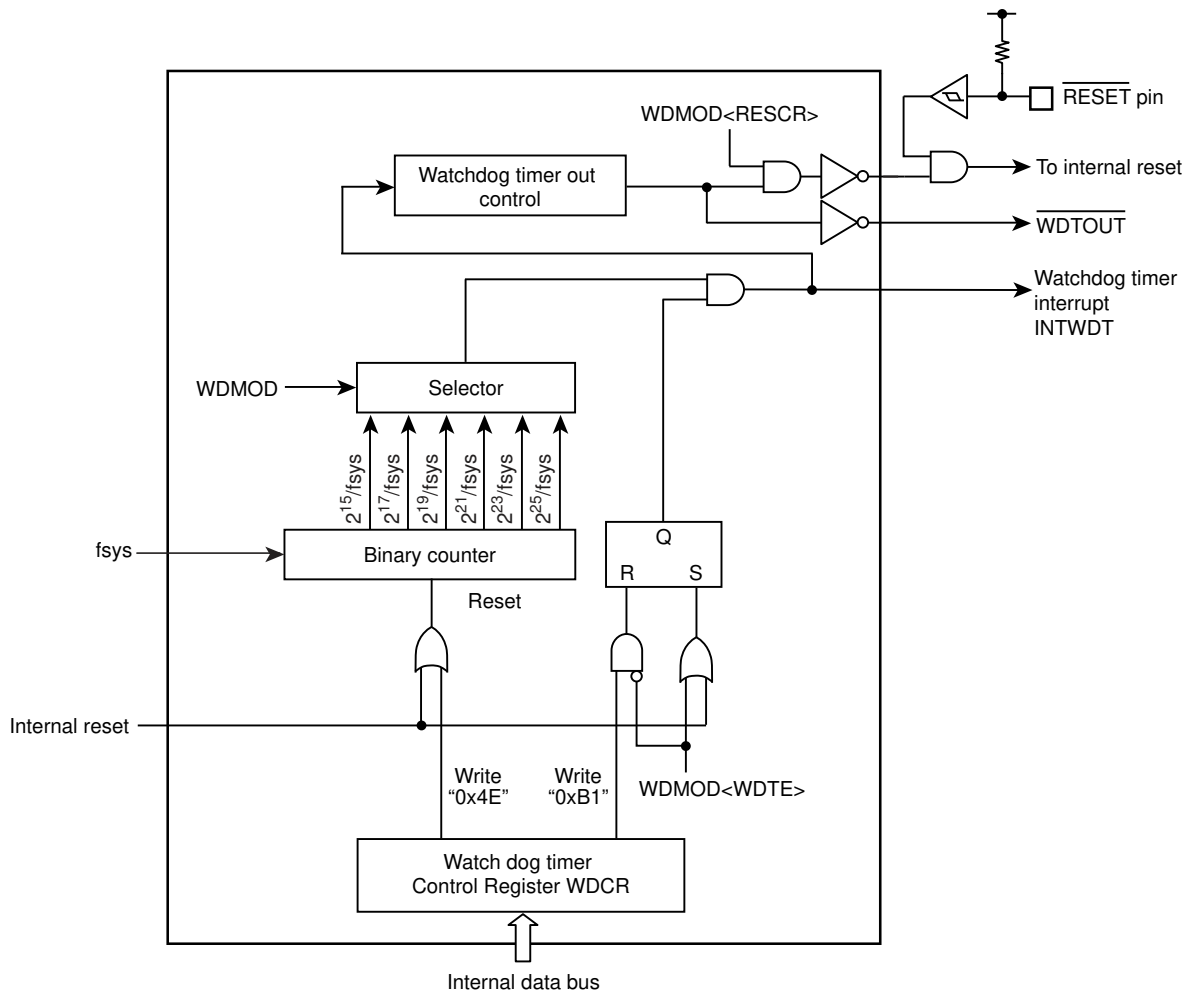 WDMOD<RESCR>
RESET pin
Watchdog timer out
control
To internal reset
WDTOUT
Watchdog timer
interrupt
INTWDT
WDMOD
Selector
2^15/fsys
2^17/fsys
2^19/fsys
2^21/fsys
2^23/fsys
2^25/fsys
fsys
Binary counter
Q
R S
Reset
Internal reset
Write
“0x4E”
Write
“0xB1”
WDMOD<WDTE>
Watch dog timer
Control Register WDCR
Internal data bus